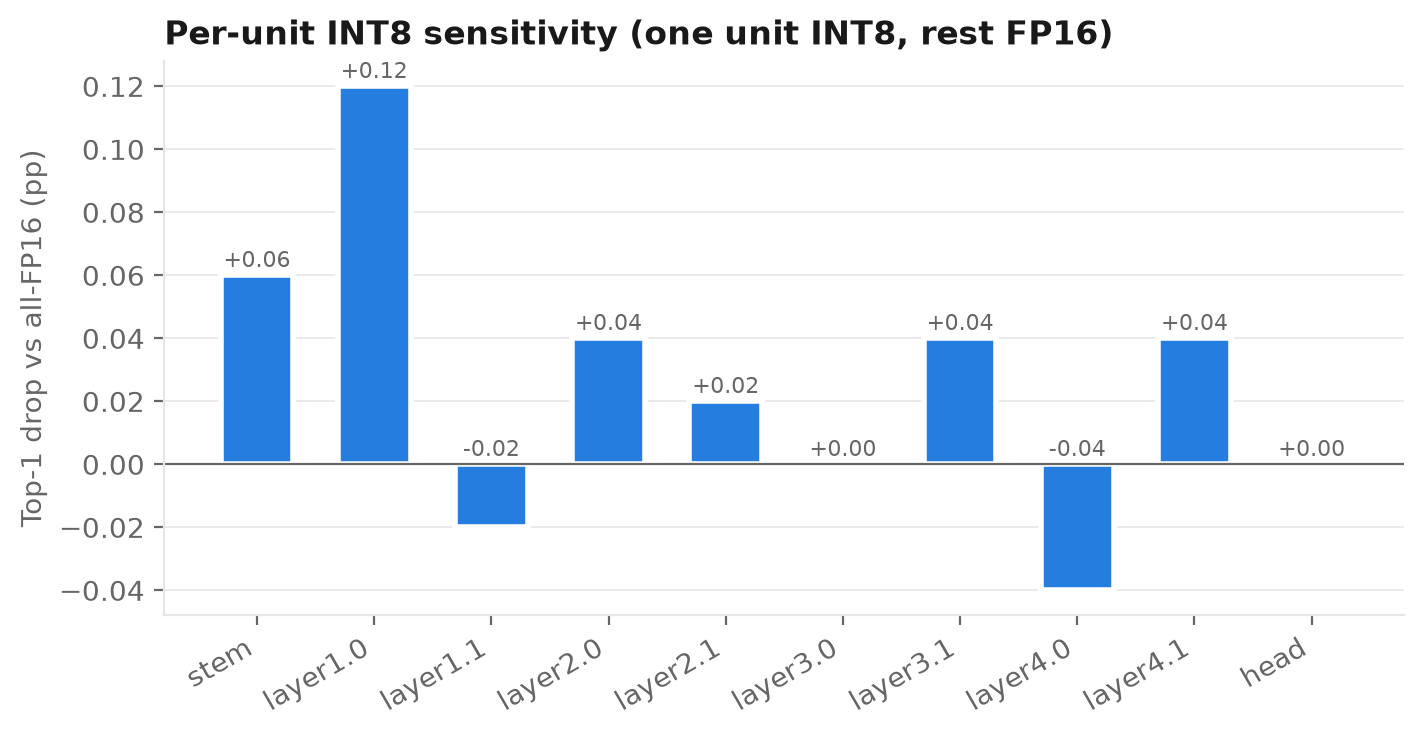 Per-unit INT8 sensitivity (one unit INT8, rest FP16)
Top-1 drop vs all-FP16 (pp)
0.12
0.10
0.08
0.06
0.04
0.02
0.00
−0.02
−0.04
+0.06
+0.12
-0.02
+0.04
+0.02
+0.00
+0.04
-0.04
+0.04
+0.00
stem
layer1.0
layer1.1
layer2.0
layer2.1
layer3.0
layer3.1
layer4.0
layer4.1
head